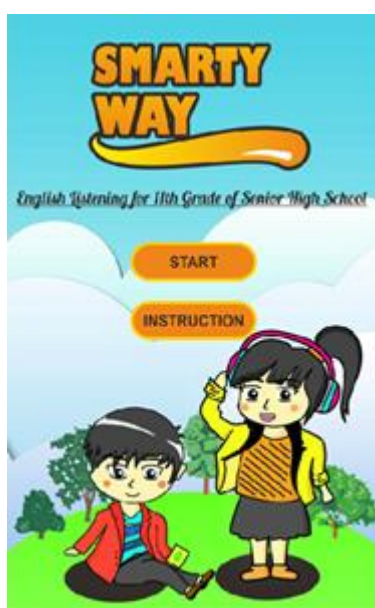 SMARTY
WAY
English Listening for 11th Grade of Senior High School
START
INSTRUCTION